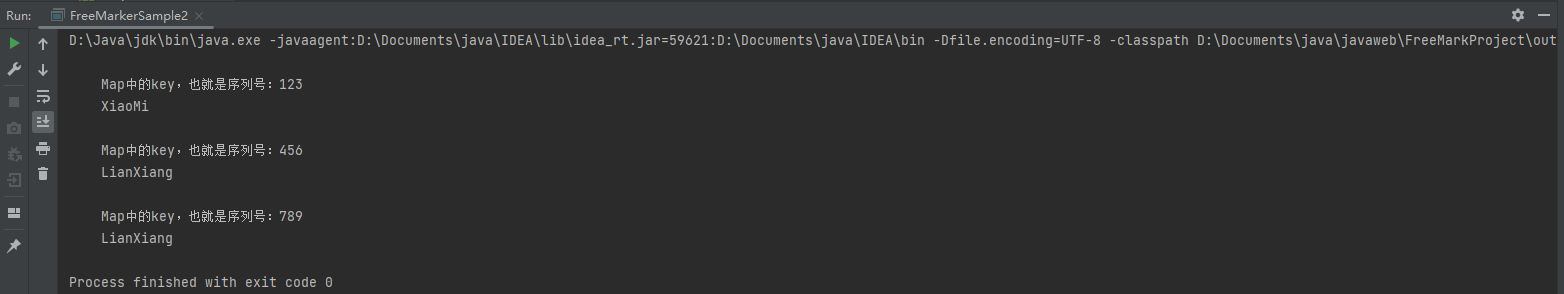 Run: FreeMarkerSample2
D:\Java\jdk\bin\java.exe -javaagent:D:\Documents\java\IDEA\lib\idea_rt.jar=59621:D:\Documents\java\IDEA\bin -Dfile.encoding=UTF-8 -classpath D:\Documents\java\javaweb\FreeMarkProject\out
Map中的key，也就是序列号：123
XiaoMi
Map中的key，也就是序列号：456
LianXiang
Map中的key，也就是序列号：789
LianXiang
Process finished with exit code 0